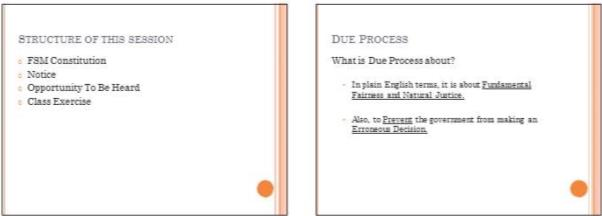 STRUCTURE OF THIS SESSION
FSM Constitution
Notice
Opportunity To Be Heard
Class Exercise
DUE PROCESS
What is Due Process about?
In plain English terms, it is about Fundamental
Fairness and Natural Justice.
Also, to Prevent the government from making an
Erroneous Decision.